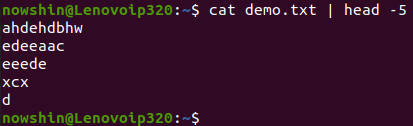 nowshin@Lenovoip320:~$ cat demo.txt | head -5
ahdehdbhw
edeeaac
eeede
xcx
d
nowshin@Lenovoip320:~$